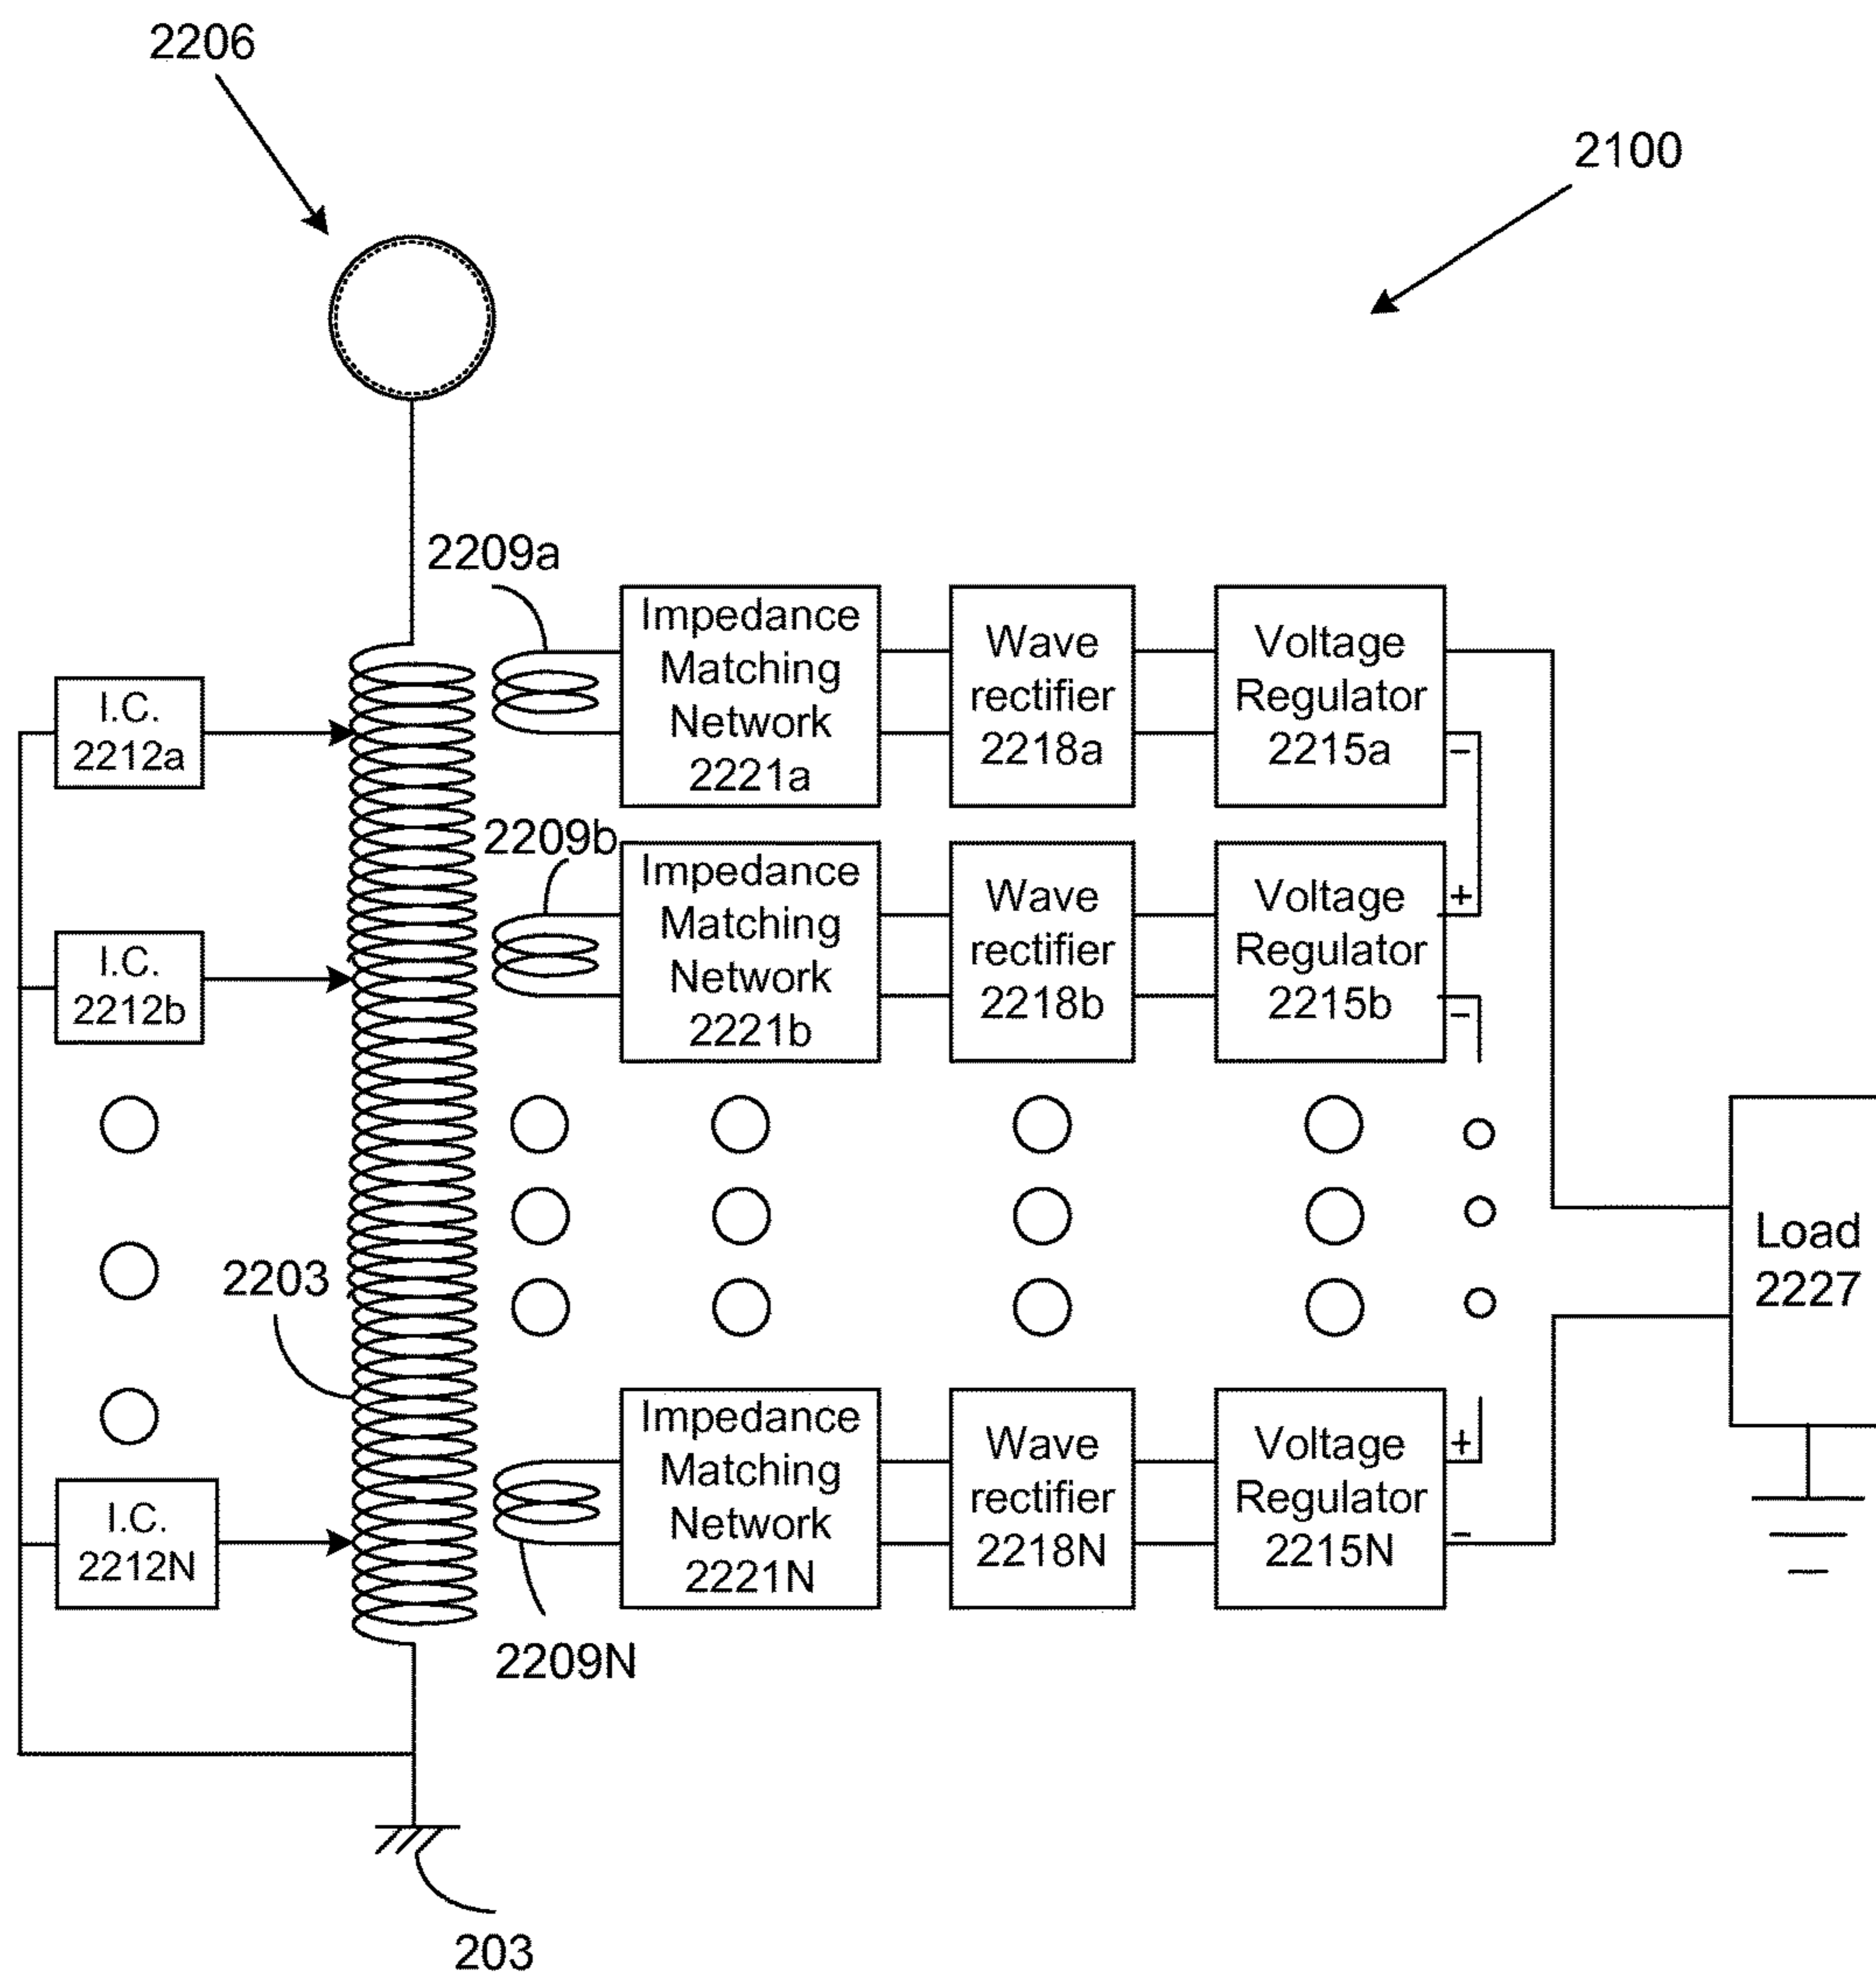 2206
2100
2209a
Impedance
Matching
Network
2221a
Wave
rectifier
2218a
Voltage
Regulator
2215a
−
I.C.
2212a
2209b
Impedance
Matching
Network
2221b
Wave
rectifier
2218b
Voltage
Regulator
2215b
+
−
I.C.
2212b
2203
Load
2227
I.C.
2212N
Impedance
Matching
Network
2221N
Wave
rectifier
2218N
Voltage
Regulator
2215N
+
−
2209N
203